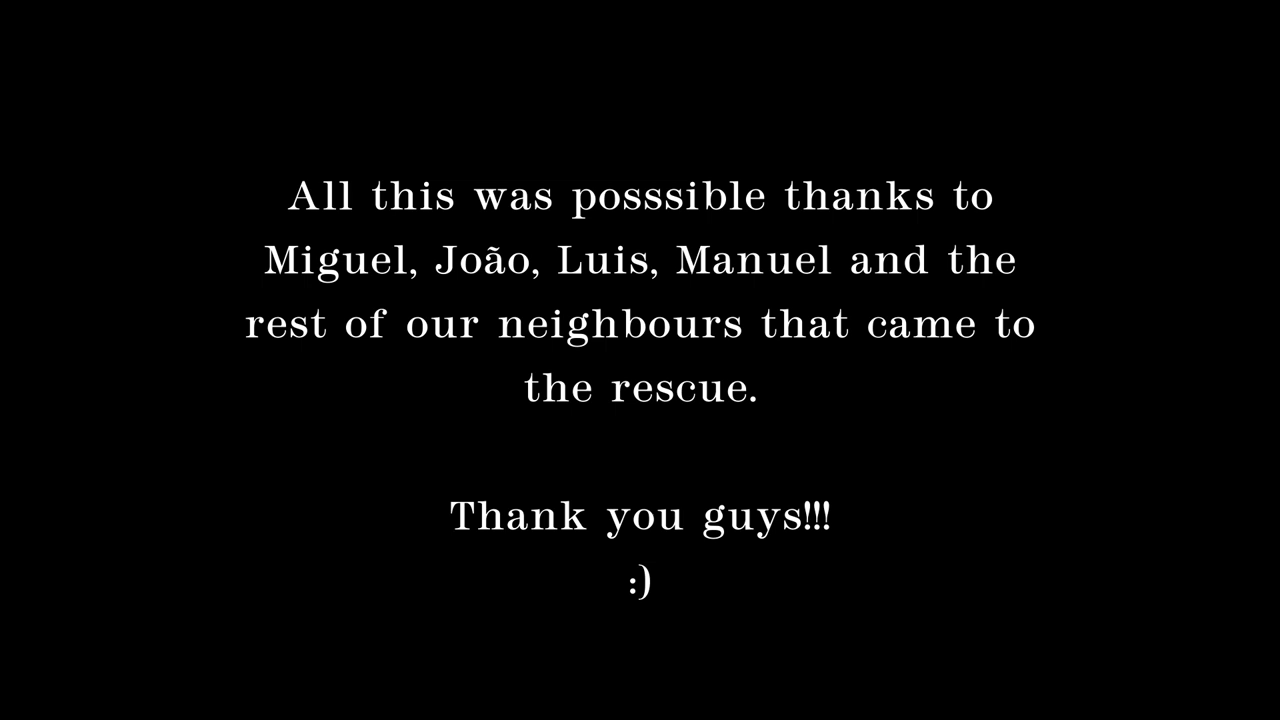 All this was posssible thanks to
Miguel, João, Luis, Manuel and the
rest of our neighbours that came to
the rescue.
Thank you guys!!!
:)